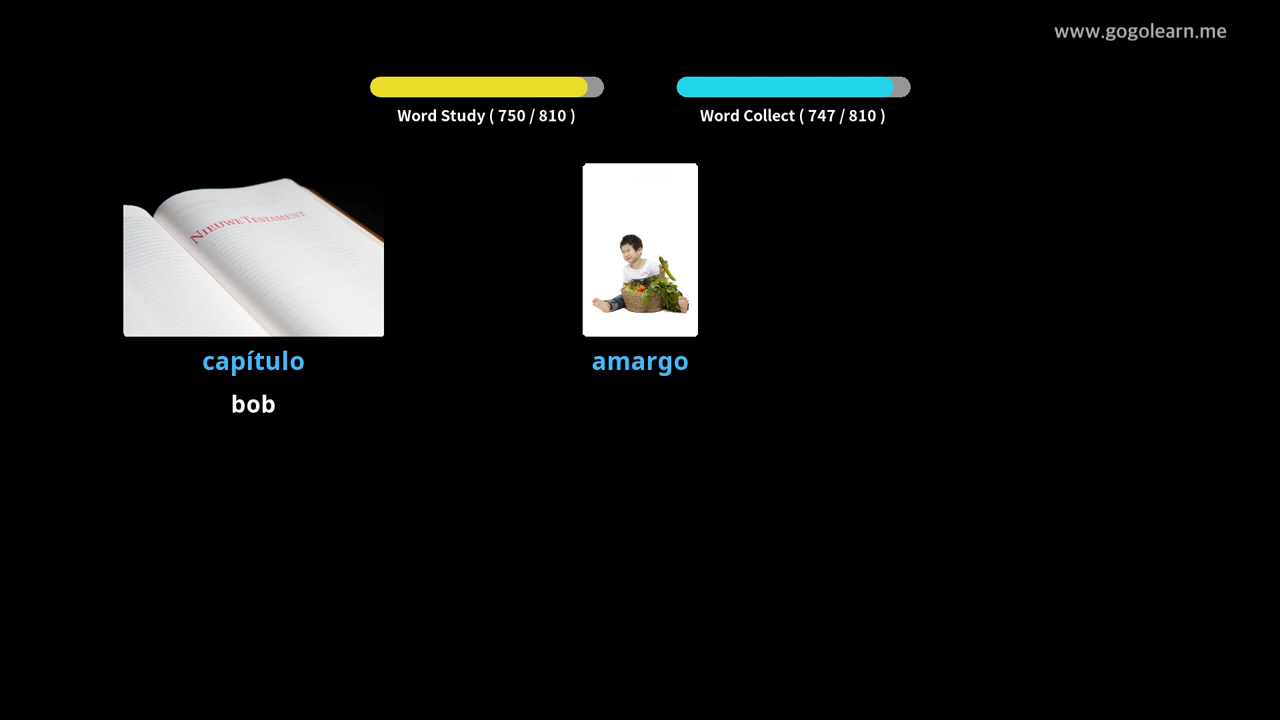 www.gogolearn.me
Word Study ( 750 / 810 )
Word Collect ( 747 / 810 )
NIEUWE TESTAMENT
capítulo
amargo
bob